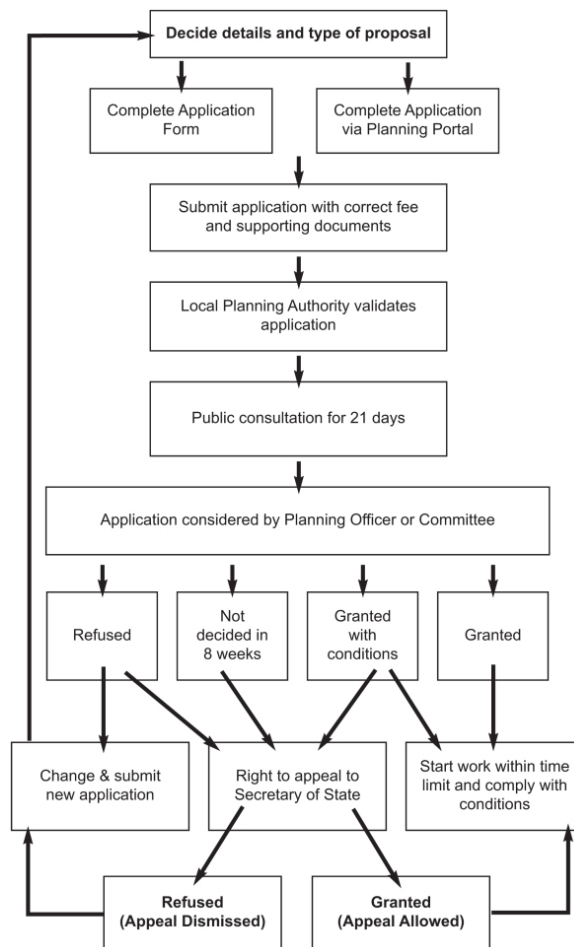 Decide details and type of proposal
Complete Application
Form
Complete Application
via Planning Portal
Submit application with correct fee
and supporting documents
Local Planning Authority validates
application
Public consultation for 21 days
Application considered by Planning Officer or Committee
Refused
Not
decided in
8 weeks
Granted
with
conditions
Granted
Change & submit
new application
Right to appeal to
Secretary of State
Start work within time
limit and comply with
conditions
Refused
(Appeal Dismissed)
Granted
(Appeal Allowed)